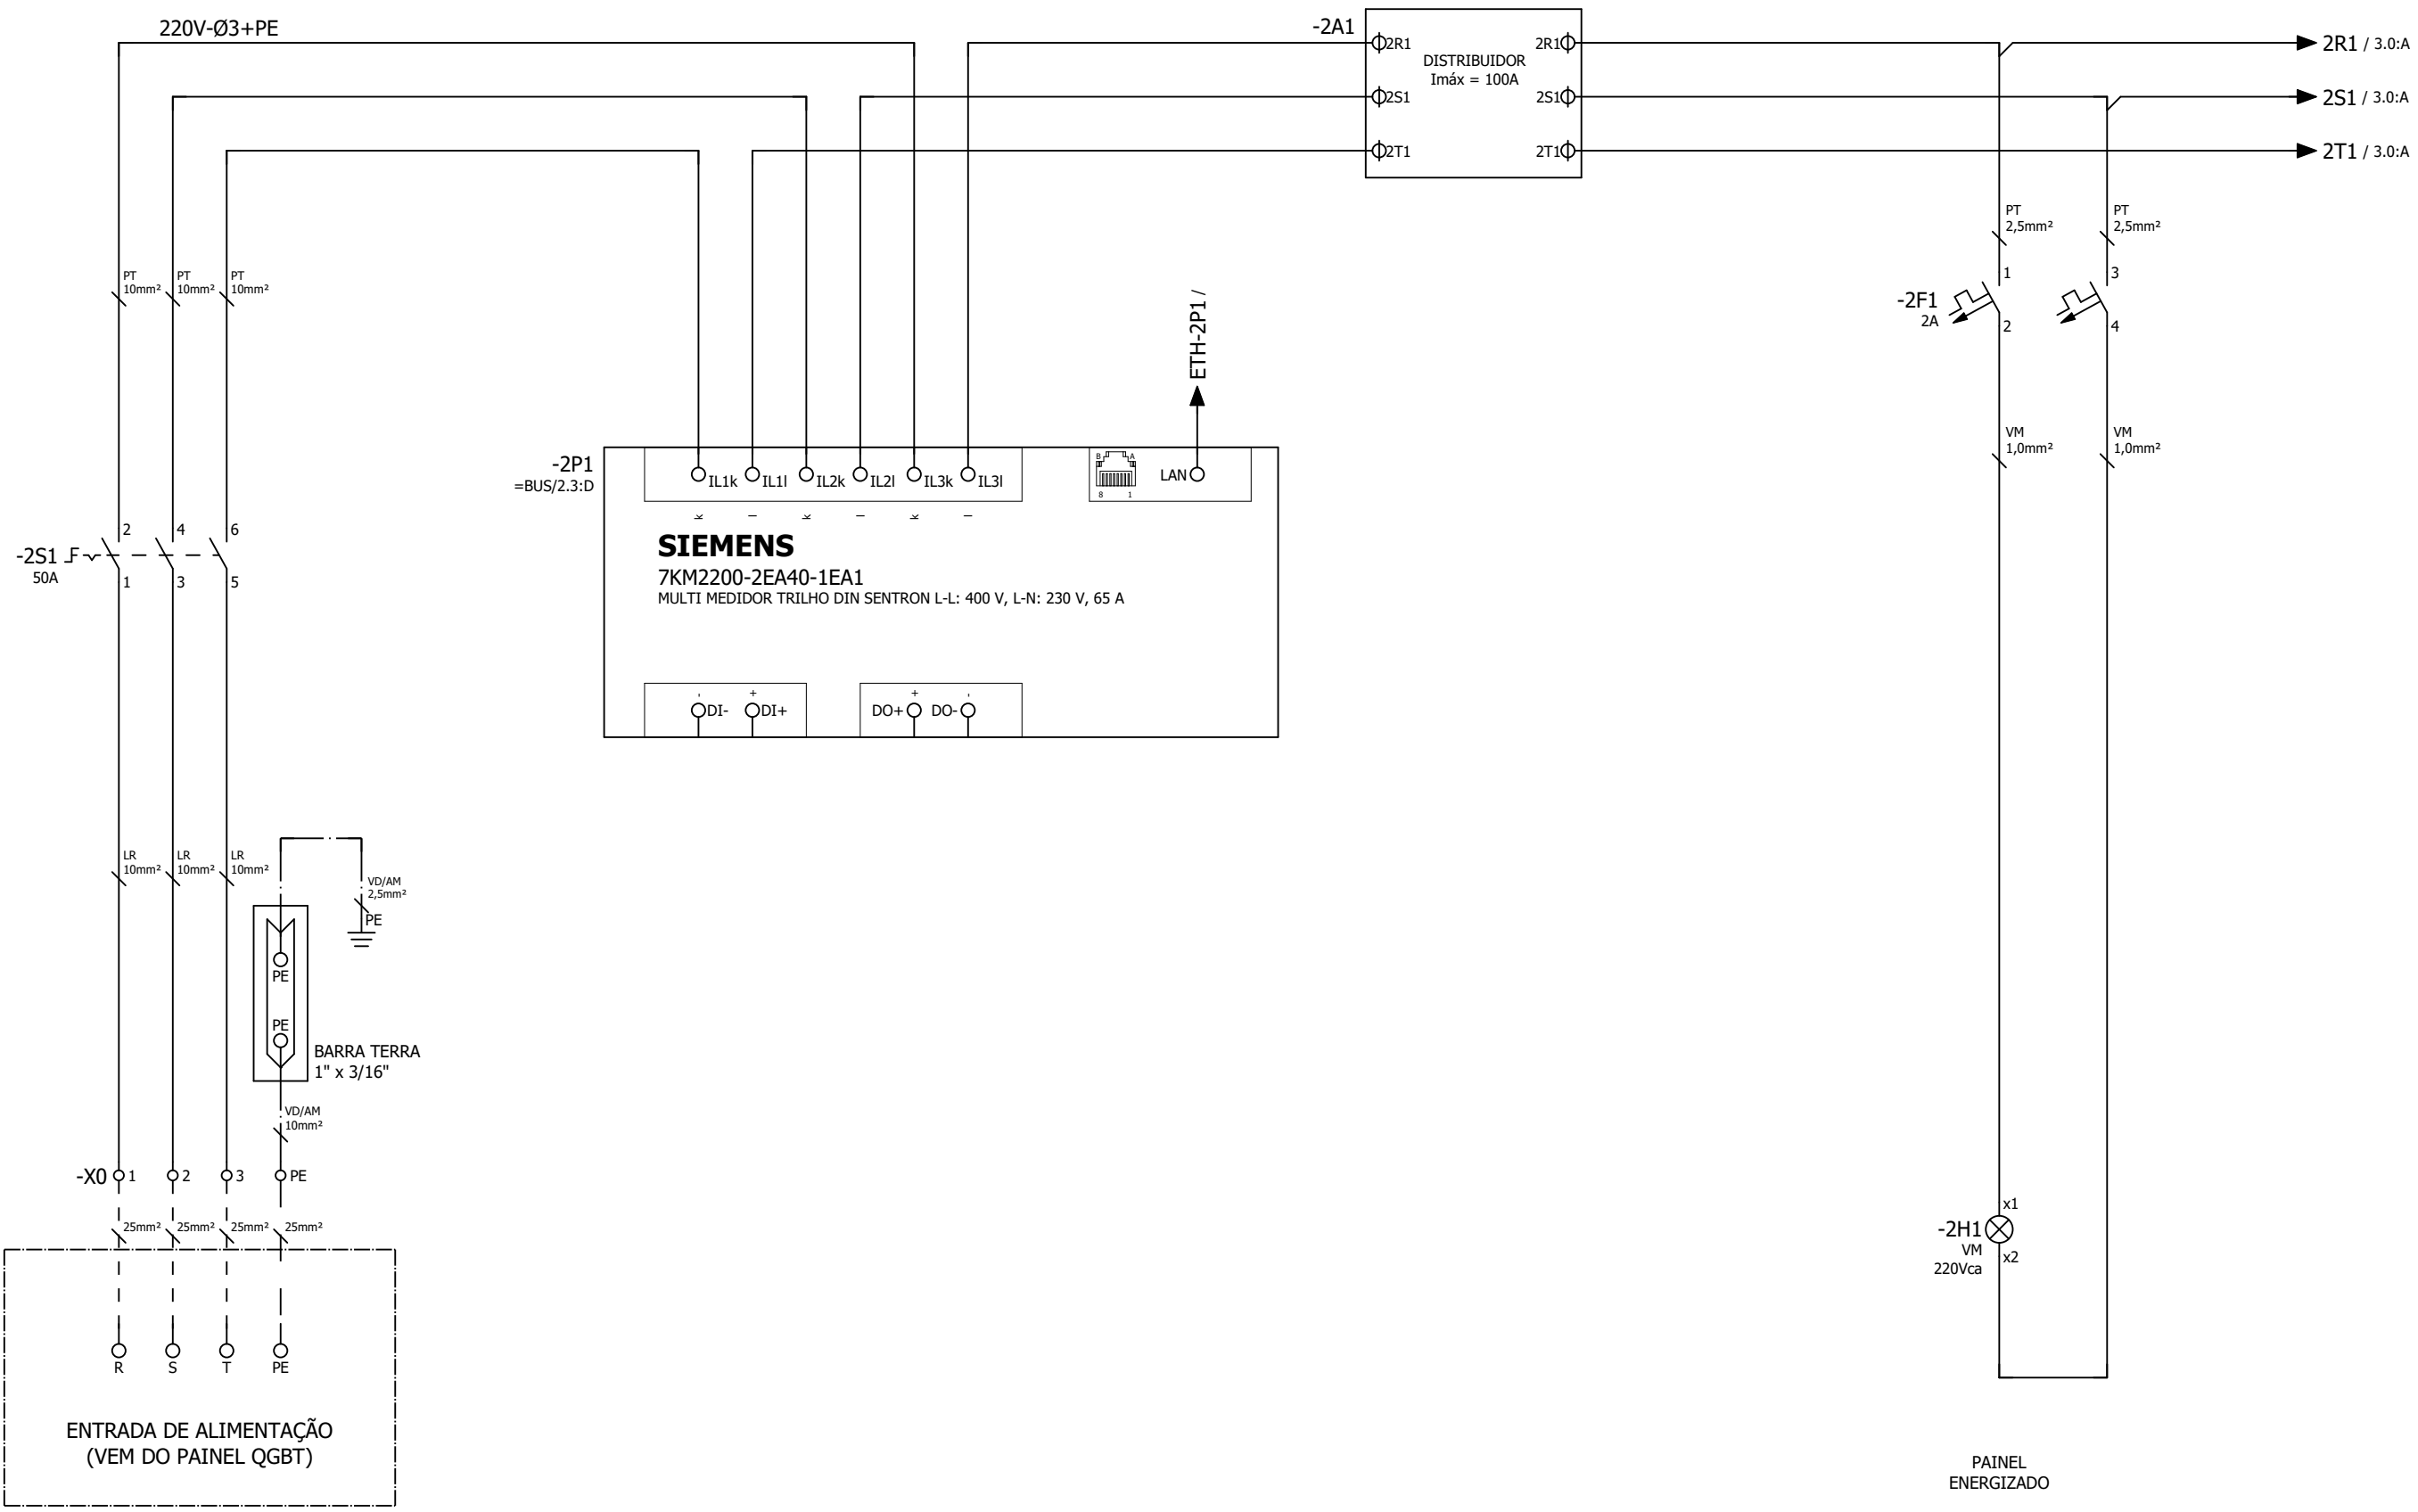 220V-Ø3+PE
-2A1
2R1
2S1
2T1
DISTRIBUIDOR
Imáx = 100A
2R1
2S1
2T1
2R1 / 3.0:A
2S1 / 3.0:A
2T1 / 3.0:A
PT
10mm²
PT
10mm²
PT
10mm²
PT
2,5mm²
PT
2,5mm²
-2F1
2A
1
2
3
4
VM
1,0mm²
VM
1,0mm²
ETH-2P1 /
-2P1
=BUS/2.3:D
IL1k
IL1l
IL2k
IL2l
IL3k
IL3l
B
A
8
1
LAN
k
l
k
l
k
l
SIEMENS
7KM2200-2EA40-1EA1
MULTI MEDIDOR TRILHO DIN SENTRON L-L: 400 V, L-N: 230 V, 65 A
-
+
+
-
DI-
DI+
DO+
DO-
-2S1
50A
2
4
6
1
3
5
LR
10mm²
LR
10mm²
LR
10mm²
VD/AM
2,5mm²
PE
PE
PE
BARRA TERRA
1" x 3/16"
VD/AM
10mm²
-X0
1
2
3
PE
25mm²
25mm²
25mm²
25mm²
R
S
T
PE
ENTRADA DE ALIMENTAÇÃO
(VEM DO PAINEL QGBT)
-2H1
VM
220Vca
x1
x2
PAINEL
ENERGIZADO